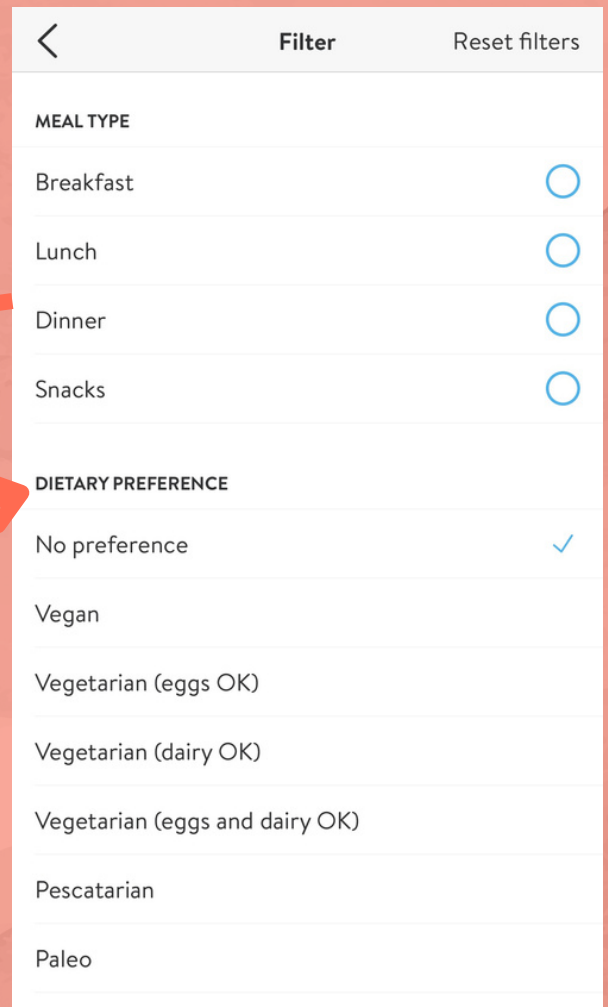 Filter Reset filters
MEAL TYPE
Breakfast
Lunch
Dinner
Snacks
DIETARY PREFERENCE
No preference
Vegan
Vegetarian (eggs OK)
Vegetarian (dairy OK)
Vegetarian (eggs and dairy OK)
Pescatarian
Paleo